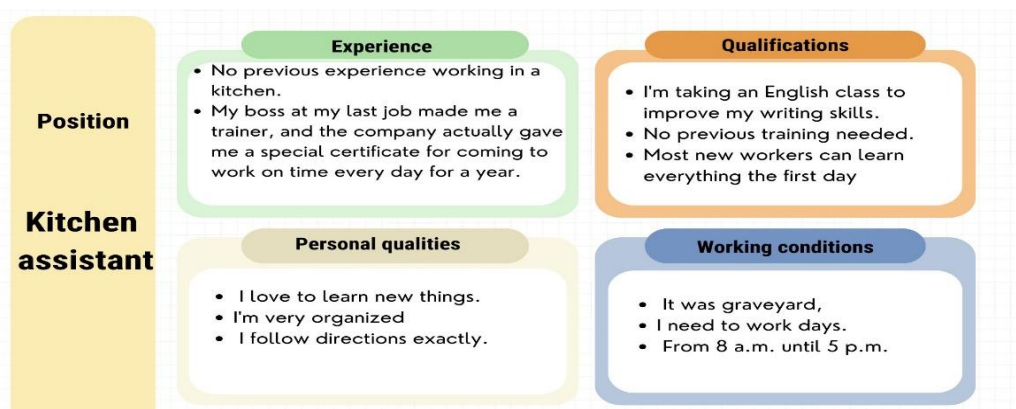 Position
Kitchen
assistant
Experience
• No previous experience working in a
kitchen.
• My boss at my last job made me a
trainer, and the company actually gave
me a special certificate for coming to
work on time every day for a year.
Qualifications
• I'm taking an English class to
improve my writing skills.
• No previous training needed.
• Most new workers can learn
everything the first day
Personal qualities
• I love to learn new things.
• I'm very organized
• I follow directions exactly.
Working conditions
• It was graveyard,
• I need to work days.
• From 8 a.m. until 5 p.m.